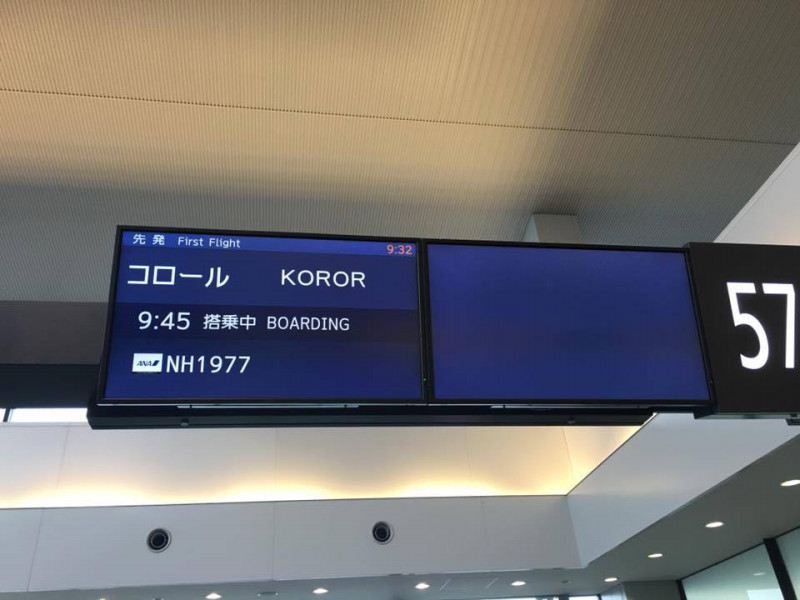 先発 First Flight 9:32
コロール KOROR
9:45 搭乗中 BOARDING
ANA NH1977
57